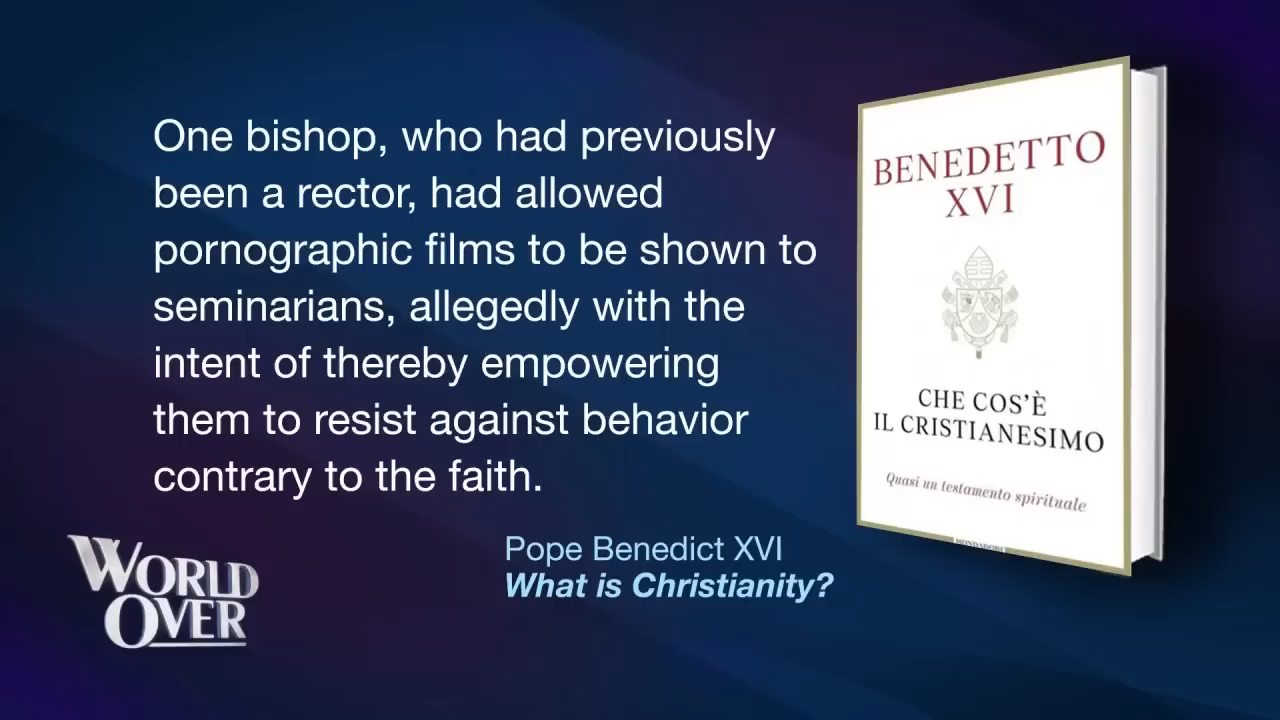 One bishop, who had previously
been a rector, had allowed
pornographic films to be shown to
seminarians, allegedly with the
intent of thereby empowering
them to resist against behavior
contrary to the faith.
Pope Benedict XVI
What is Christianity?
WORLD
OVER
BENEDETTO
XVI
CHE COS'È
IL CRISTIANESIMO
Quasi un testamento spirituale
MONDADORI